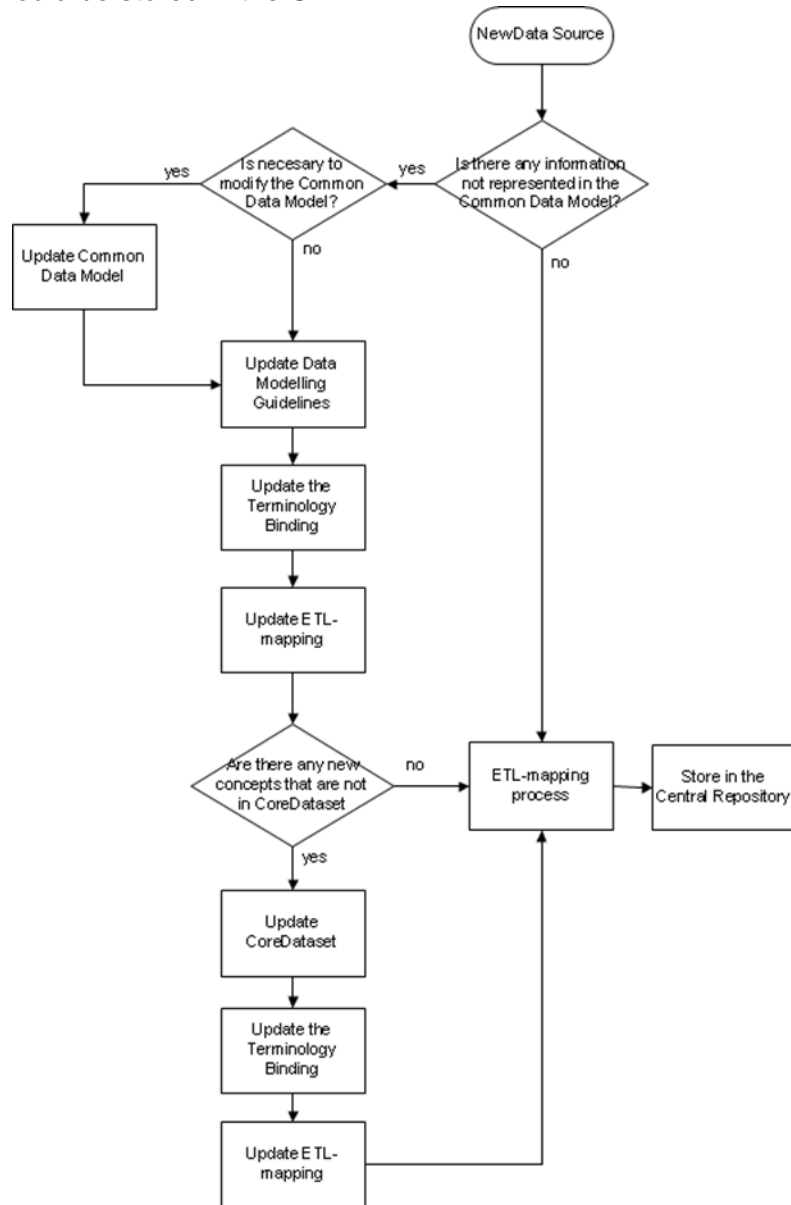 NewData Source
Is there any information
not represented in the
Common Data Model?
yes
Is necesary to
modify the Common
Data Model?
yes
no
no
Update Common
Data Model
Update Data
Modelling
Guidelines
Update the
Terminology
Binding
Update ETL-
mapping
Are there any new
concepts that are not
in CoreDataset
no
ETL-mapping
process
Store in the
Central Repository
yes
Update
CoreDataset
Update the
Terminology
Binding
Update ETL-
mapping